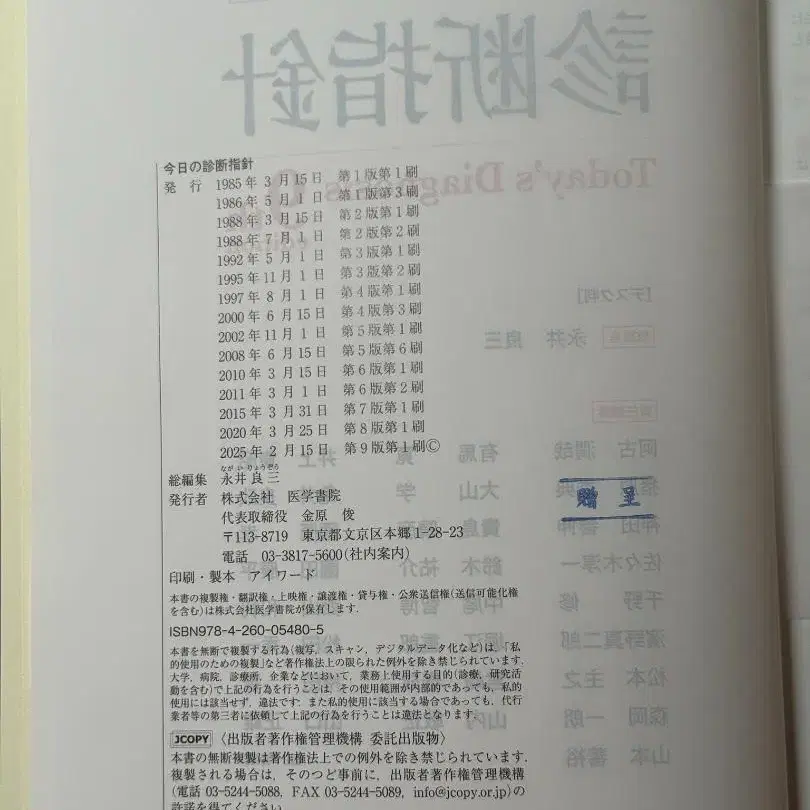 今日の診断指針
発 行 1985年 3 月 15日 第1版第1刷
1986年 5 月 1 日 第1版第3刷
1988年 3 月 15日 第2版第1刷
1988年 7 月 1 日 第2版第2刷
1992年 5 月 1 日 第3版第1刷
1995年 11月 1 日 第3版第2刷
1997年 8 月 1 日 第4版第1刷
2000年 6 月 15日 第4版第3刷
2002年 11月 1 日 第5版第1刷
2008年 6 月 15日 第5版第6刷
2010年 3 月 15日 第6版第1刷
2011年 3 月 1 日 第6版第2刷
2015年 3 月 31日 第7版第1刷
2020年 3 月 25日 第8版第1刷
2025年 2 月 15日 第9版第1刷Ⓒ
ながい りょうぞう
総編集 永井良三
発行者 株式会社 医学書院
代表取締役 金原 俊
〒113-8719 東京都文京区本郷1-28-23
電話 03-3817-5600(社内案内)
印刷・製本 アイワード
本書の複製権・翻訳権・上映権・譲渡権・貸与権・公衆送信権(送信可能化権
を含む)は株式会社医学書院が保有します.
ISBN978-4-260-05480-5
本書を無断で複製する行為(複写,スキャン,デジタルデータ化など)は,「私
的使用のための複製」など著作権法上の限られた例外を除き禁じられています.
大学,病院,診療所,企業などにおいて,業務上使用する目的(診療,研究活
動を含む)で上記の行為を行うことは,その使用範囲が内部的であっても,私的
使用には該当せず,違法です.また私的使用に該当する場合であっても,代行
業者等の第三者に依頼して上記の行為を行うことは違法となります.
JCOPY 〈出版者著作権管理機構 委託出版物〉
本書の無断複製は著作権法上での例外を除き禁じられています.
複製される場合は,そのつど事前に,出版者著作権管理機構
(電話 03-5244-5088, FAX 03-5244-5089, info@jcopy.or.jp)の
許諾を得てください.
贈呈
診断指針
Today's Diagnosis
[デスク判]
永井 良三